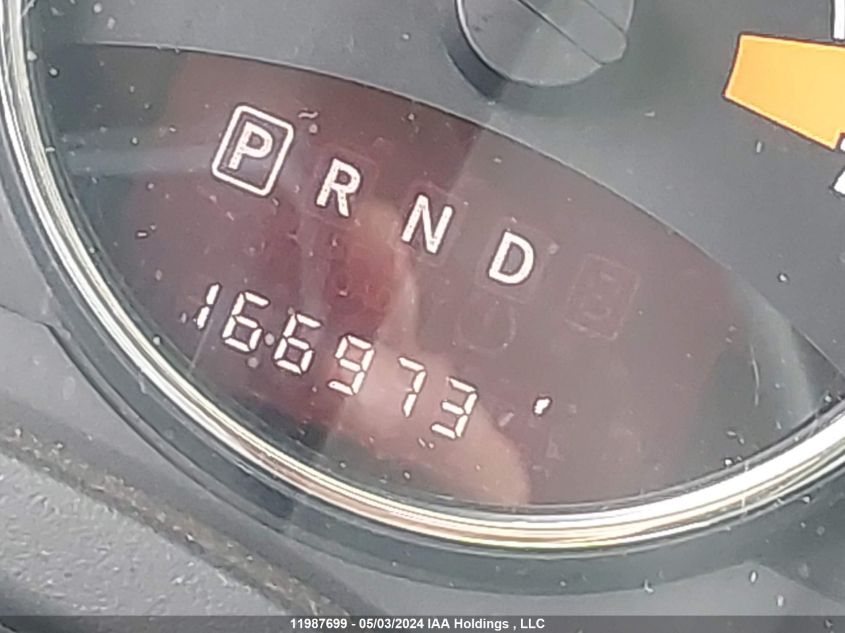 P R N D
166973
11987699 - 05/03/2024 IAA Holdings , LLC